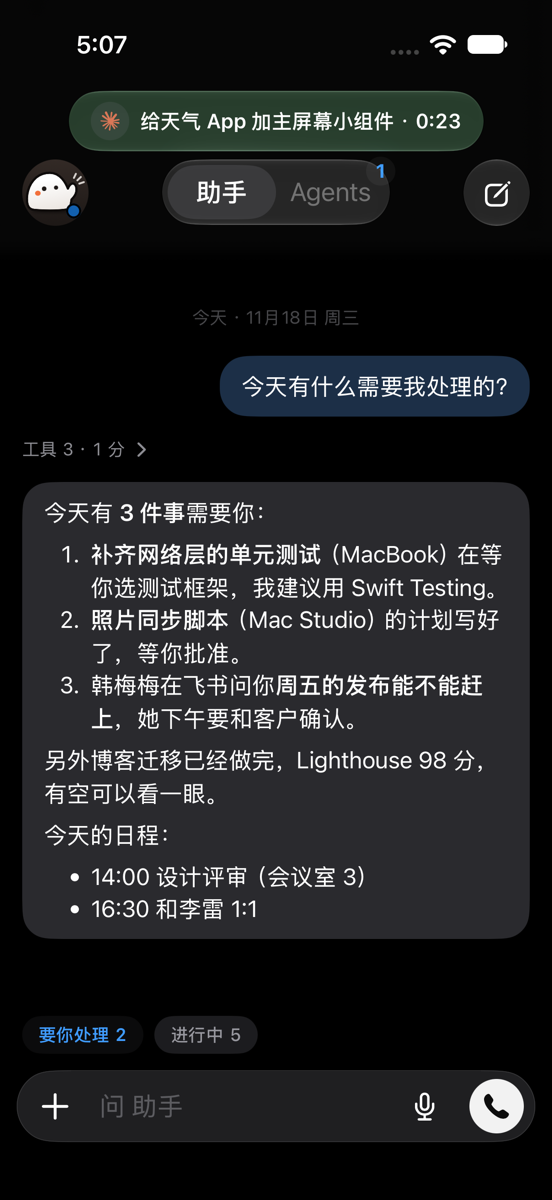 5:07
给天气 App 加主屏幕小组件 · 0:23
助手
Agents
1
今天 · 11月18日 周三
今天有什么需要我处理的?
工具 3 · 1 分
今天有 3 件事需要你：
1. 补齐网络层的单元测试（MacBook）在等
你选测试框架，我建议用 Swift Testing。
2. 照片同步脚本（Mac Studio）的计划写好
了，等你批准。
3. 韩梅梅在飞书问你周五的发布能不能赶
上，她下午要和客户确认。
另外博客迁移已经做完，Lighthouse 98 分，
有空可以看一眼。
今天的日程：
• 14:00 设计评审（会议室 3）
• 16:30 和李雷 1:1
要你处理 2
进行中 5
问 助手